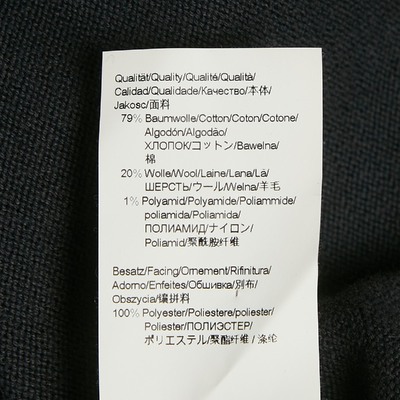 Qualität/Quality/Qualité/Qualità/
Calidad/Qualidade/Качество/本体/
Jakosc/面料
79% Baumwolle/Cotton/Coton/Cotone/
Algodón/Algodão/
ХЛОПОК/コットン/Bawelna/
棉
20% Wolle/Wool/Laine/Lana/Lã/
ШЕРСТЬ/ウール/Welna/羊毛
1% Polyamid/Polyamide/Poliammide/
poliamida/Poliamida/
ПОЛИАМИД/ナイロン/
Poliamid/聚酰胺纤维
Besatz/Facing/Ornement/Rifinitura/
Adorno/Enfeites/Обшивка/別布/
Obszycia/镶拼料
100% Polyester/Poliestere/poliester/
Poliester/ПОЛИЭСТЕР/
ポリエステル/聚酯纤维/涤纶